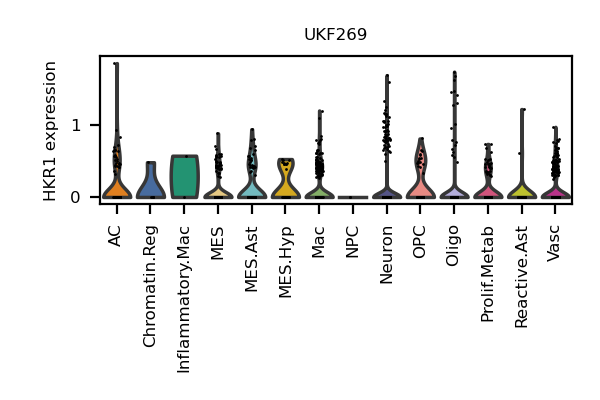 UKF269
HKR1 expression
1
0
AC
Chromatin.Reg
Inflammatory.Mac
MES
MES.Ast
MES.Hyp
Mac
NPC
Neuron
OPC
Oligo
Prolif.Metab
Reactive.Ast
Vasc